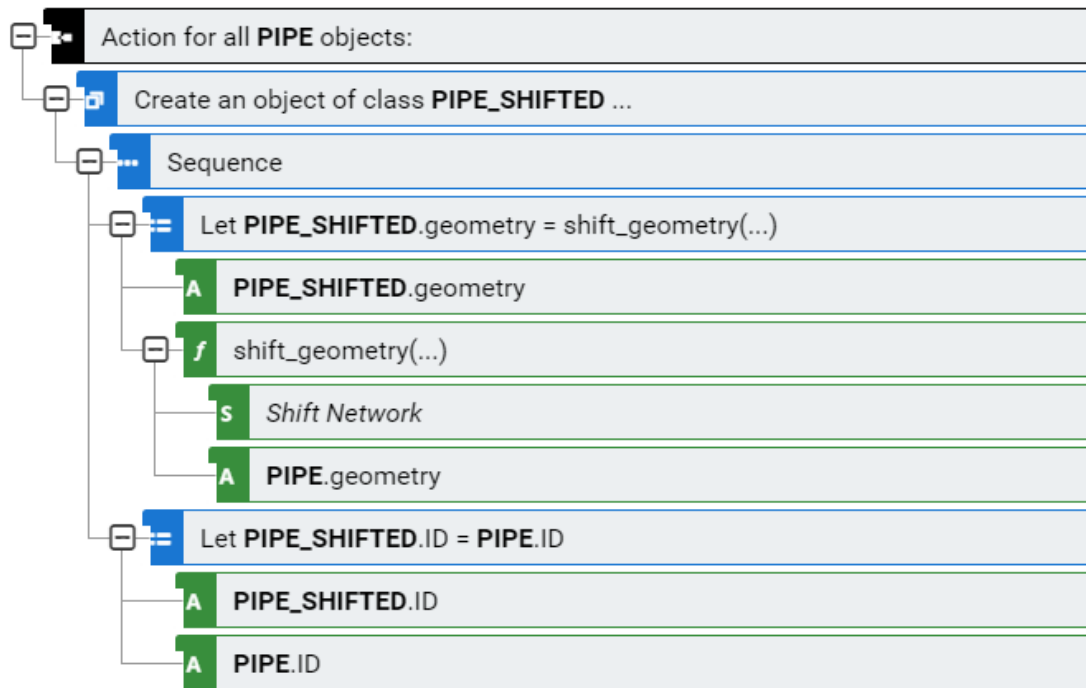 Action for all PIPE objects:
Create an object of class PIPE_SHIFTED ...
Sequence
Let PIPE_SHIFTED.geometry = shift_geometry(...)
A PIPE_SHIFTED.geometry
f shift_geometry(...)
S Shift Network
A PIPE.geometry
Let PIPE_SHIFTED.ID = PIPE.ID
A PIPE_SHIFTED.ID
A PIPE.ID